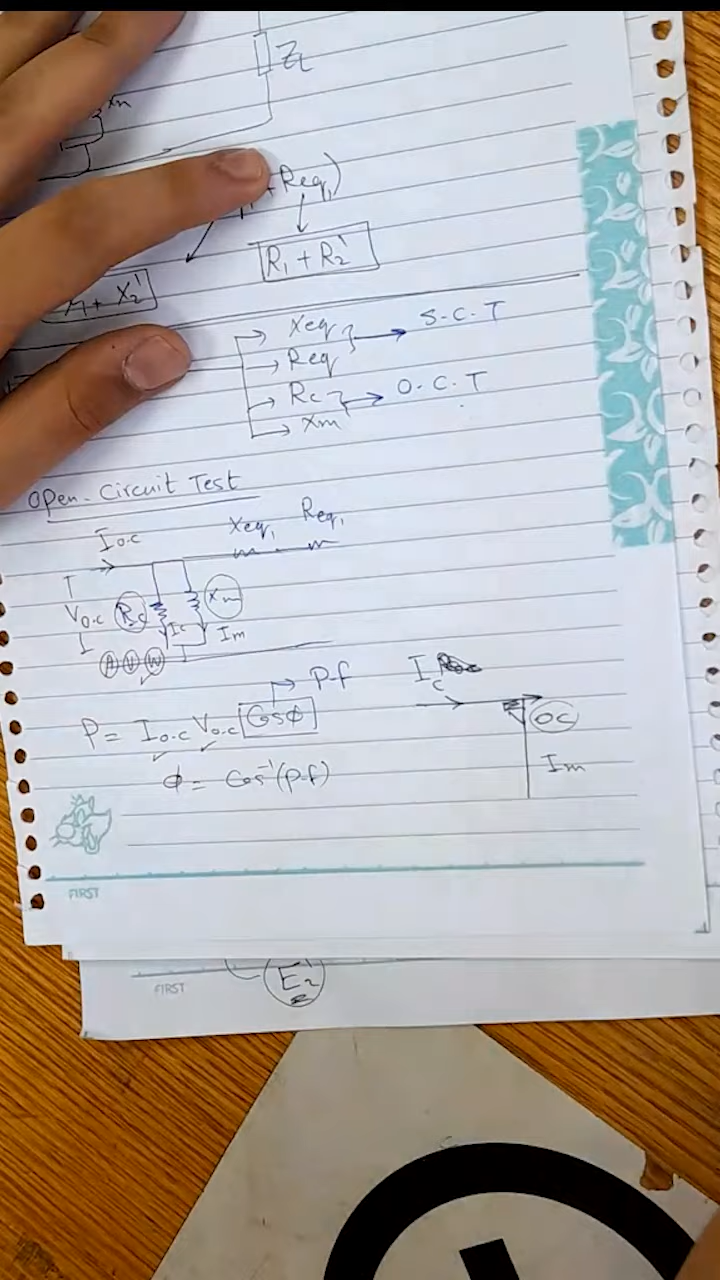 Xm
ZL
+Req₁)
R₁ + R₂'
+ X₂'
Xeq
Req
S.C.T
Rc
Xm
O.C.T
Open-Circuit Test
Io.c
Xeq₁ Req₁
Vo.c
Rc
Xm
Ic
Im
A V W
P = Io.c Vo.c Cosϕ
P.f
ϕ = Cos⁻¹(P.f)
Ic
OC
Im
FIRST
FIRST
E₂